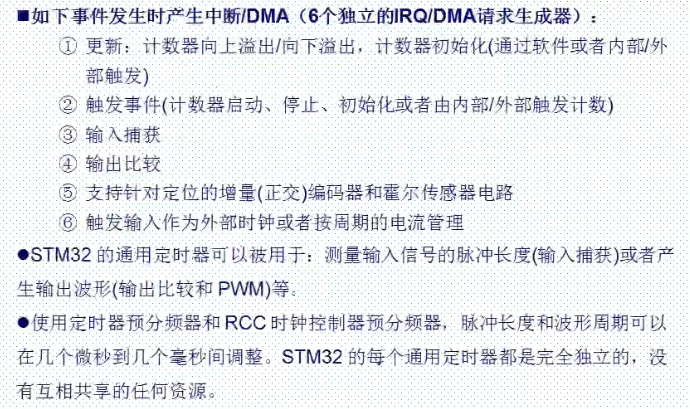 ■如下事件发生时产生中断/DMA（6个独立的IRQ/DMA请求生成器）：
① 更新：计数器向上溢出/向下溢出，计数器初始化(通过软件或者内部/外
部触发)
② 触发事件(计数器启动、停止、初始化或者由内部/外部触发计数)
③ 输入捕获
④ 输出比较
⑤ 支持针对定位的增量(正交)编码器和霍尔传感器电路
⑥ 触发输入作为外部时钟或者按周期的电流管理
●STM32 的通用定时器可以被用于：测量输入信号的脉冲长度(输入捕获)或者产
生输出波形(输出比较和 PWM)等。
●使用定时器预分频器和 RCC 时钟控制器预分频器，脉冲长度和波形周期可以
在几个微秒到几个毫秒间调整。STM32 的每个通用定时器都是完全独立的，没
有互相共享的任何资源。